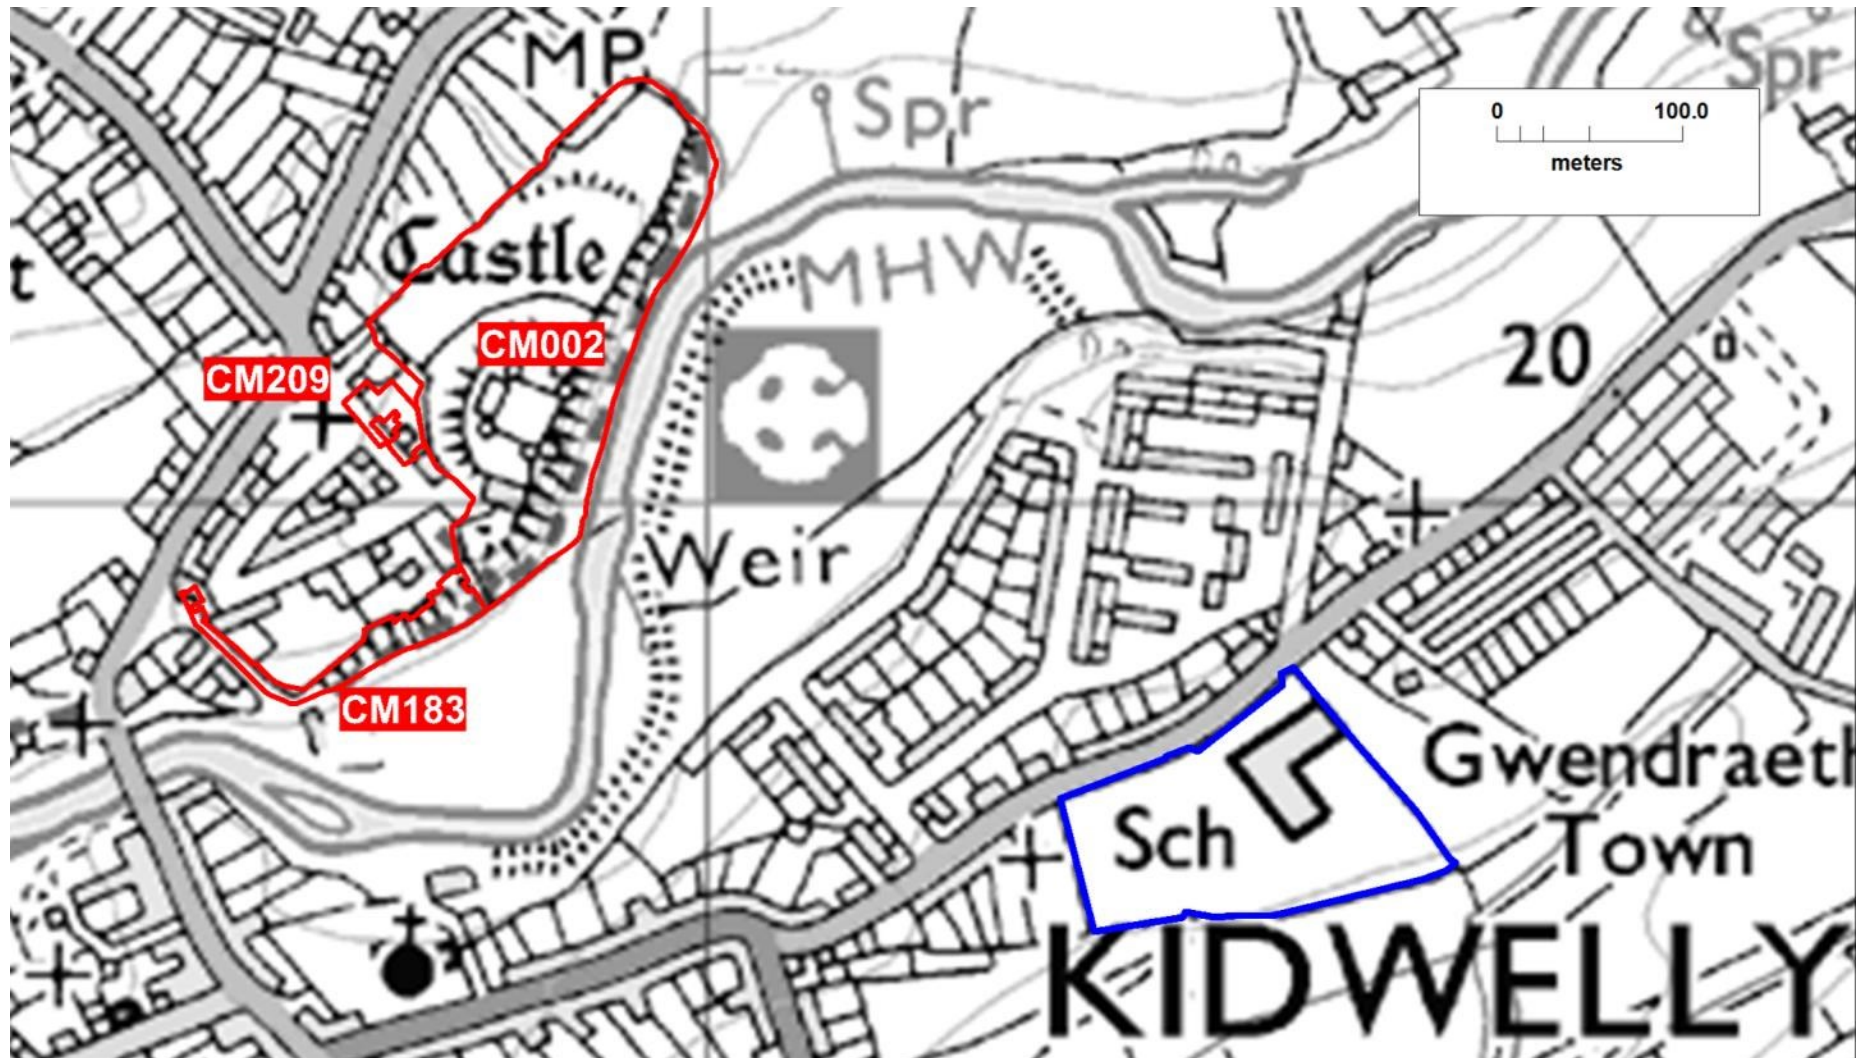 MP
Spr
Spr
0 100.0
meters
t
Castle
MHW
CM002
20
CM209
Weir
CM183
Gwendraeth
Sch
Town
KIDWELLY